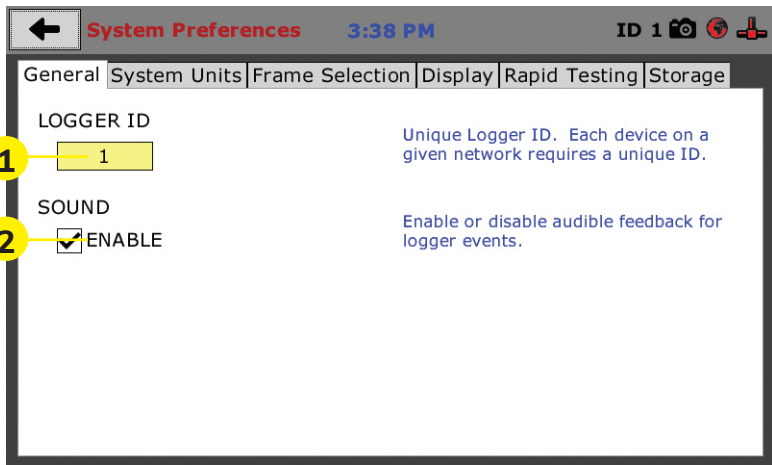 System Preferences 3:38 PM ID 1
General System Units Frame Selection Display Rapid Testing Storage
LOGGER ID
Unique Logger ID. Each device on a
given network requires a unique ID.
1 1
SOUND
Enable or disable audible feedback for
logger events.
2 ENABLE